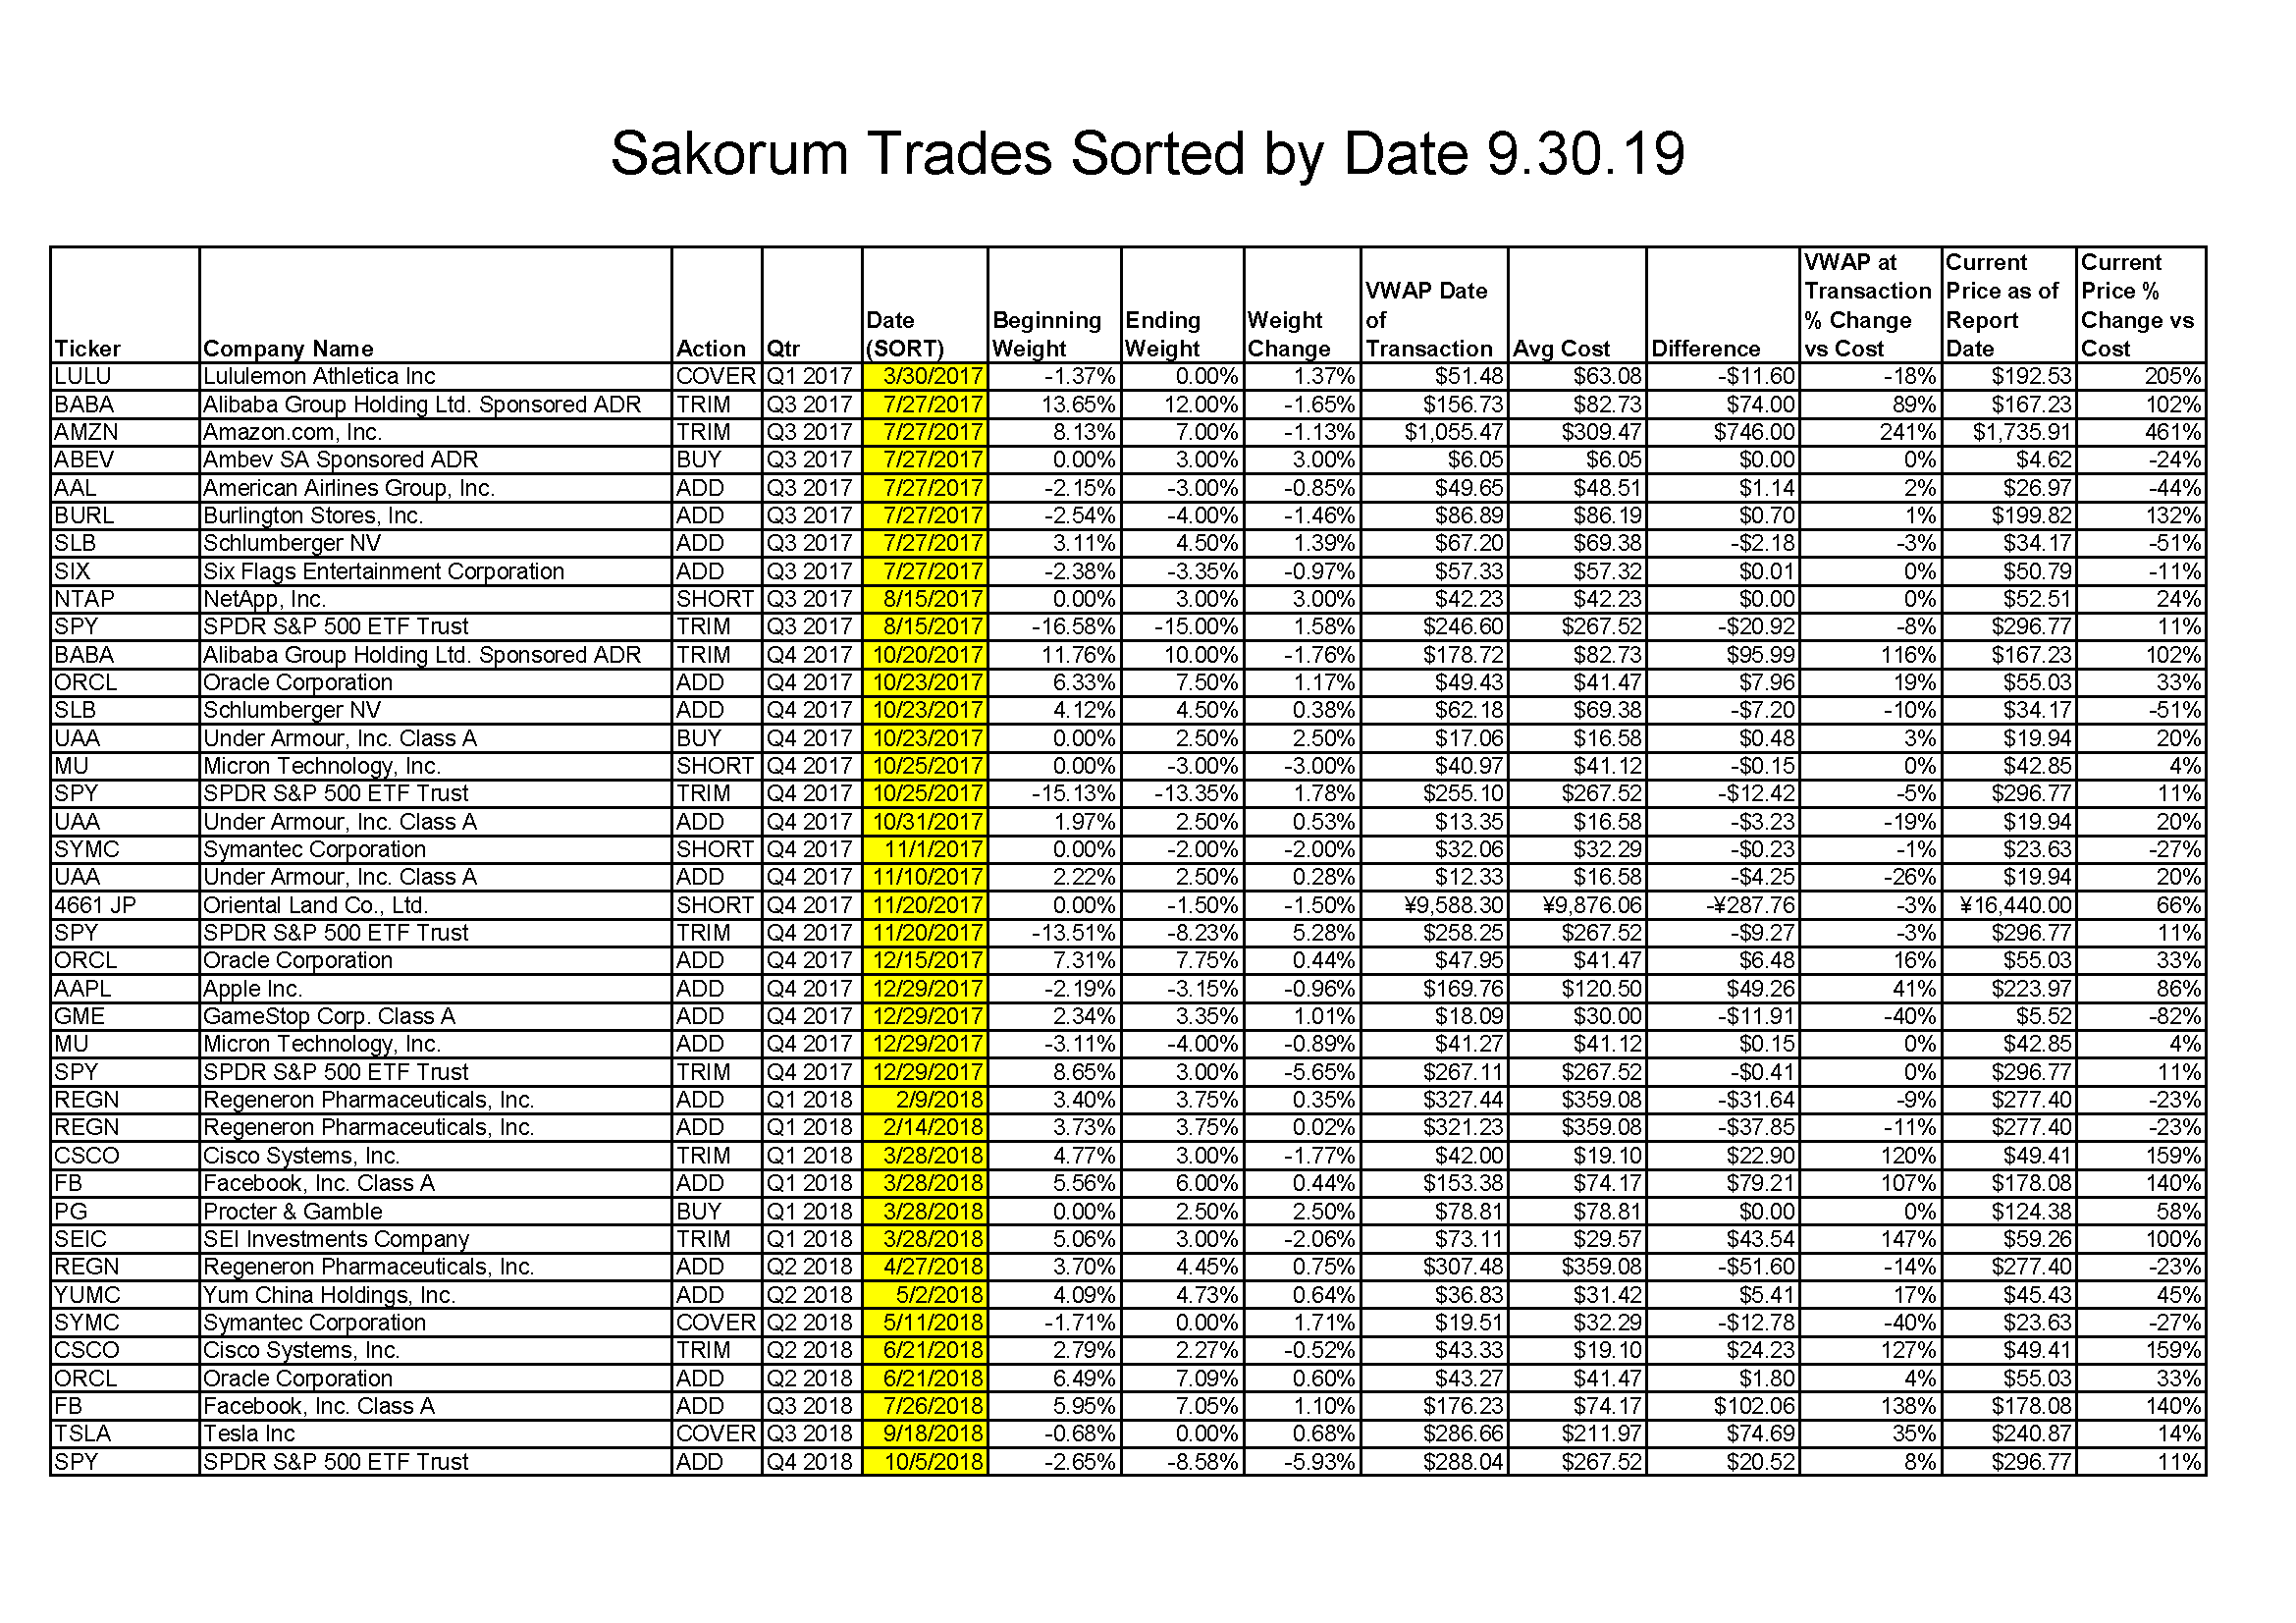 Sakorum Trades Sorted by Date 9.30.19
Ticker Company Name Action Qtr Date (SORT) Beginning Weight Ending Weight Weight Change VWAP Date of Transaction Avg Cost Difference VWAP at Transaction % Change vs Cost Current Price as of Report Date Current Price % Change vs Cost
LULU Lululemon Athletica Inc COVER Q1 2017 3/30/2017 -1.37% 0.00% 1.37% $51.48 $63.08 -$11.60 -18% $192.53 205%
BABA Alibaba Group Holding Ltd. Sponsored ADR TRIM Q3 2017 7/27/2017 13.65% 12.00% -1.65% $156.73 $82.73 $74.00 89% $167.23 102%
AMZN Amazon.com, Inc. TRIM Q3 2017 7/27/2017 8.13% 7.00% -1.13% $1,055.47 $309.47 $746.00 241% $1,735.91 461%
ABEV Ambev SA Sponsored ADR BUY Q3 2017 7/27/2017 0.00% 3.00% 3.00% $6.05 $6.05 $0.00 0% $4.62 -24%
AAL American Airlines Group, Inc. ADD Q3 2017 7/27/2017 -2.15% -3.00% -0.85% $49.65 $48.51 $1.14 2% $26.97 -44%
BURL Burlington Stores, Inc. ADD Q3 2017 7/27/2017 -2.54% -4.00% -1.46% $86.89 $86.19 $0.70 1% $199.82 132%
SLB Schlumberger NV ADD Q3 2017 7/27/2017 3.11% 4.50% 1.39% $67.20 $69.38 -$2.18 -3% $34.17 -51%
SIX Six Flags Entertainment Corporation ADD Q3 2017 7/27/2017 -2.38% -3.35% -0.97% $57.33 $57.32 $0.01 0% $50.79 -11%
NTAP NetApp, Inc. SHORT Q3 2017 8/15/2017 0.00% 3.00% 3.00% $42.23 $42.23 $0.00 0% $52.51 24%
SPY SPDR S&P 500 ETF Trust TRIM Q3 2017 8/15/2017 -16.58% -15.00% 1.58% $246.60 $267.52 -$20.92 -8% $296.77 11%
BABA Alibaba Group Holding Ltd. Sponsored ADR TRIM Q4 2017 10/20/2017 11.76% 10.00% -1.76% $178.72 $82.73 $95.99 116% $167.23 102%
ORCL Oracle Corporation ADD Q4 2017 10/23/2017 6.33% 7.50% 1.17% $49.43 $41.47 $7.96 19% $55.03 33%
SLB Schlumberger NV ADD Q4 2017 10/23/2017 4.12% 4.50% 0.38% $62.18 $69.38 -$7.20 -10% $34.17 -51%
UAA Under Armour, Inc. Class A BUY Q4 2017 10/23/2017 0.00% 2.50% 2.50% $17.06 $16.58 $0.48 3% $19.94 20%
MU Micron Technology, Inc. SHORT Q4 2017 10/25/2017 0.00% -3.00% -3.00% $40.97 $41.12 -$0.15 0% $42.85 4%
SPY SPDR S&P 500 ETF Trust TRIM Q4 2017 10/25/2017 -15.13% -13.35% 1.78% $255.10 $267.52 -$12.42 -5% $296.77 11%
UAA Under Armour, Inc. Class A ADD Q4 2017 10/31/2017 1.97% 2.50% 0.53% $13.35 $16.58 -$3.23 -19% $19.94 20%
SYMC Symantec Corporation SHORT Q4 2017 11/1/2017 0.00% -2.00% -2.00% $32.06 $32.29 -$0.23 -1% $23.63 -27%
UAA Under Armour, Inc. Class A ADD Q4 2017 11/10/2017 2.22% 2.50% 0.28% $12.33 $16.58 -$4.25 -26% $19.94 20%
4661 JP Oriental Land Co., Ltd. SHORT Q4 2017 11/20/2017 0.00% -1.50% -1.50% ¥9,588.30 ¥9,876.06 -¥287.76 -3% ¥16,440.00 66%
SPY SPDR S&P 500 ETF Trust TRIM Q4 2017 11/20/2017 -13.51% -8.23% 5.28% $258.25 $267.52 -$9.27 -3% $296.77 11%
ORCL Oracle Corporation ADD Q4 2017 12/15/2017 7.31% 7.75% 0.44% $47.95 $41.47 $6.48 16% $55.03 33%
AAPL Apple Inc. ADD Q4 2017 12/29/2017 -2.19% -3.15% -0.96% $169.76 $120.50 $49.26 41% $223.97 86%
GME GameStop Corp. Class A ADD Q4 2017 12/29/2017 2.34% 3.35% 1.01% $18.09 $30.00 -$11.91 -40% $5.52 -82%
MU Micron Technology, Inc. ADD Q4 2017 12/29/2017 -3.11% -4.00% -0.89% $41.27 $41.12 $0.15 0% $42.85 4%
SPY SPDR S&P 500 ETF Trust TRIM Q4 2017 12/29/2017 8.65% 3.00% -5.65% $267.11 $267.52 -$0.41 0% $296.77 11%
REGN Regeneron Pharmaceuticals, Inc. ADD Q1 2018 2/9/2018 3.40% 3.75% 0.35% $327.44 $359.08 -$31.64 -9% $277.40 -23%
REGN Regeneron Pharmaceuticals, Inc. ADD Q1 2018 2/14/2018 3.73% 3.75% 0.02% $321.23 $359.08 -$37.85 -11% $277.40 -23%
CSCO Cisco Systems, Inc. TRIM Q1 2018 3/28/2018 4.77% 3.00% -1.77% $42.00 $19.10 $22.90 120% $49.41 159%
FB Facebook, Inc. Class A ADD Q1 2018 3/28/2018 5.56% 6.00% 0.44% $153.38 $74.17 $79.21 107% $178.08 140%
PG Procter & Gamble BUY Q1 2018 3/28/2018 0.00% 2.50% 2.50% $78.81 $78.81 $0.00 0% $124.38 58%
SEIC SEI Investments Company TRIM Q1 2018 3/28/2018 5.06% 3.00% -2.06% $73.11 $29.57 $43.54 147% $59.26 100%
REGN Regeneron Pharmaceuticals, Inc. ADD Q2 2018 4/27/2018 3.70% 4.45% 0.75% $307.48 $359.08 -$51.60 -14% $277.40 -23%
YUMC Yum China Holdings, Inc. ADD Q2 2018 5/2/2018 4.09% 4.73% 0.64% $36.83 $31.42 $5.41 17% $45.43 45%
SYMC Symantec Corporation COVER Q2 2018 5/11/2018 -1.71% 0.00% 1.71% $19.51 $32.29 -$12.78 -40% $23.63 -27%
CSCO Cisco Systems, Inc. TRIM Q2 2018 6/21/2018 2.79% 2.27% -0.52% $43.33 $19.10 $24.23 127% $49.41 159%
ORCL Oracle Corporation ADD Q2 2018 6/21/2018 6.49% 7.09% 0.60% $43.27 $41.47 $1.80 4% $55.03 33%
FB Facebook, Inc. Class A ADD Q3 2018 7/26/2018 5.95% 7.05% 1.10% $176.23 $74.17 $102.06 138% $178.08 140%
TSLA Tesla Inc COVER Q3 2018 9/18/2018 -0.68% 0.00% 0.68% $286.66 $211.97 $74.69 35% $240.87 14%
SPY SPDR S&P 500 ETF Trust ADD Q4 2018 10/5/2018 -2.65% -8.58% -5.93% $288.04 $267.52 $20.52 8% $296.77 11%